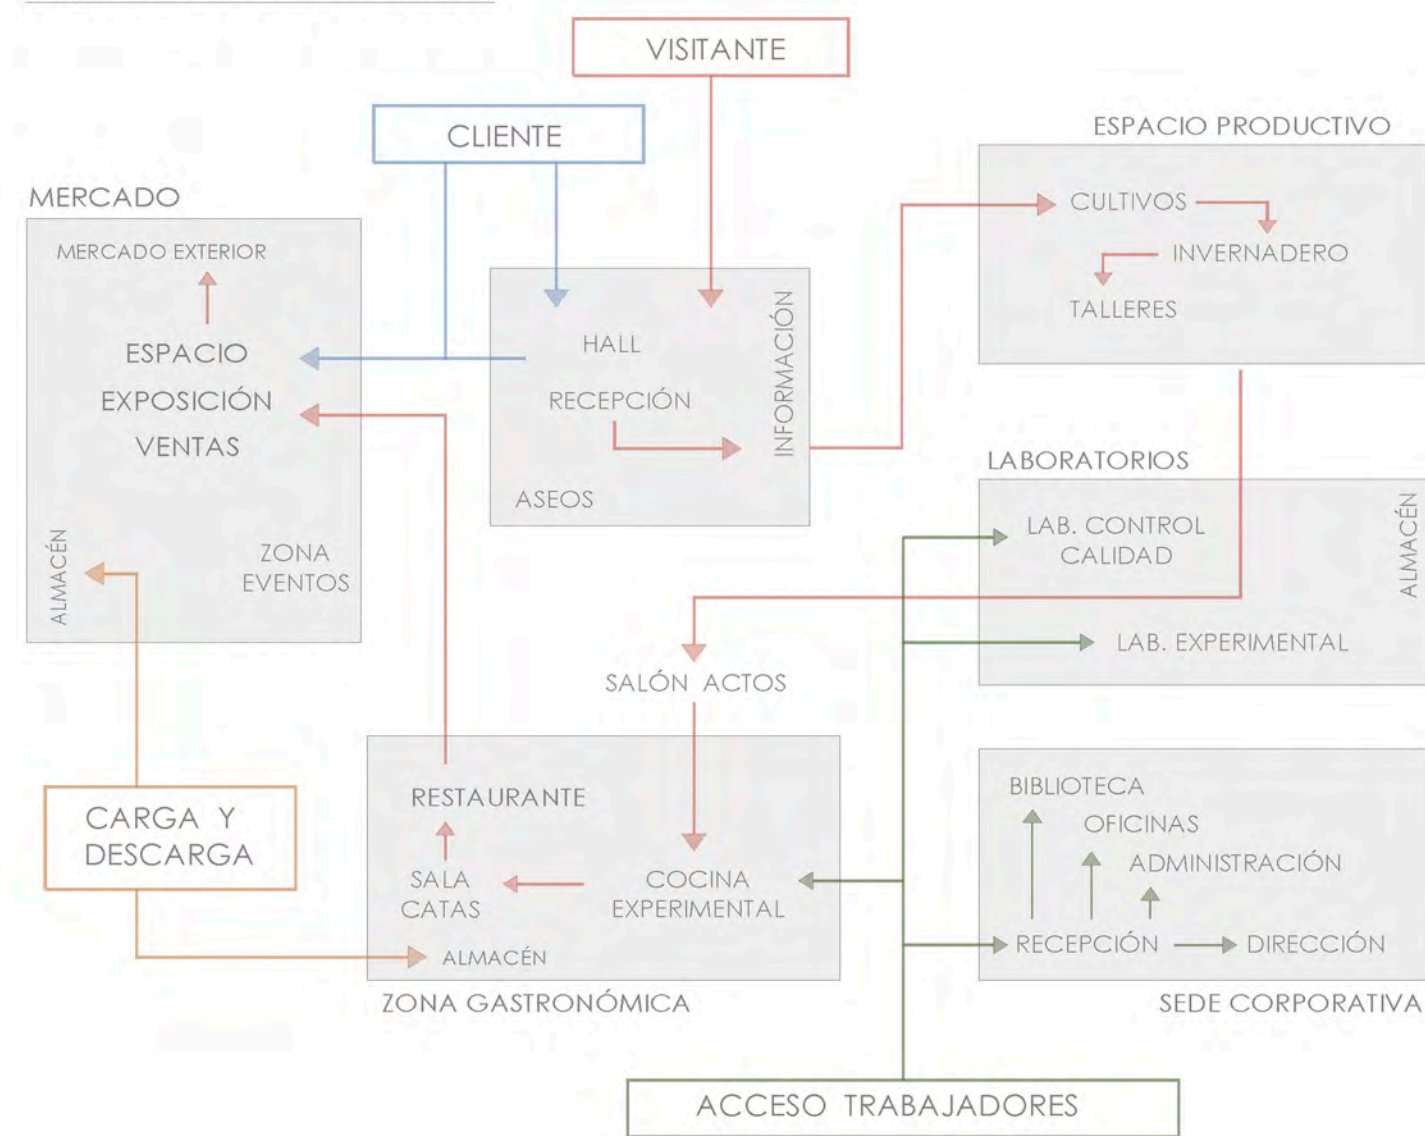 VISITANTE
CLIENTE
ESPACIO PRODUCTIVO
CULTIVOS
INVERNADERO
TALLERES
MERCADO
MERCADO EXTERIOR
ESPACIO
EXPOSICIÓN
VENTAS
ALMACÉN
ZONA
EVENTOS
HALL
RECEPCIÓN
INFORMACIÓN
ASEOS
LABORATORIOS
LAB. CONTROL
CALIDAD
ALMACÉN
LAB. EXPERIMENTAL
SALÓN ACTOS
CARGA Y
DESCARGA
RESTAURANTE
SALA
CATAS
COCINA
EXPERIMENTAL
ALMACÉN
ZONA GASTRONÓMICA
BIBLIOTECA
OFICINAS
ADMINISTRACIÓN
RECEPCIÓN
DIRECCIÓN
SEDE CORPORATIVA
ACCESO TRABAJADORES